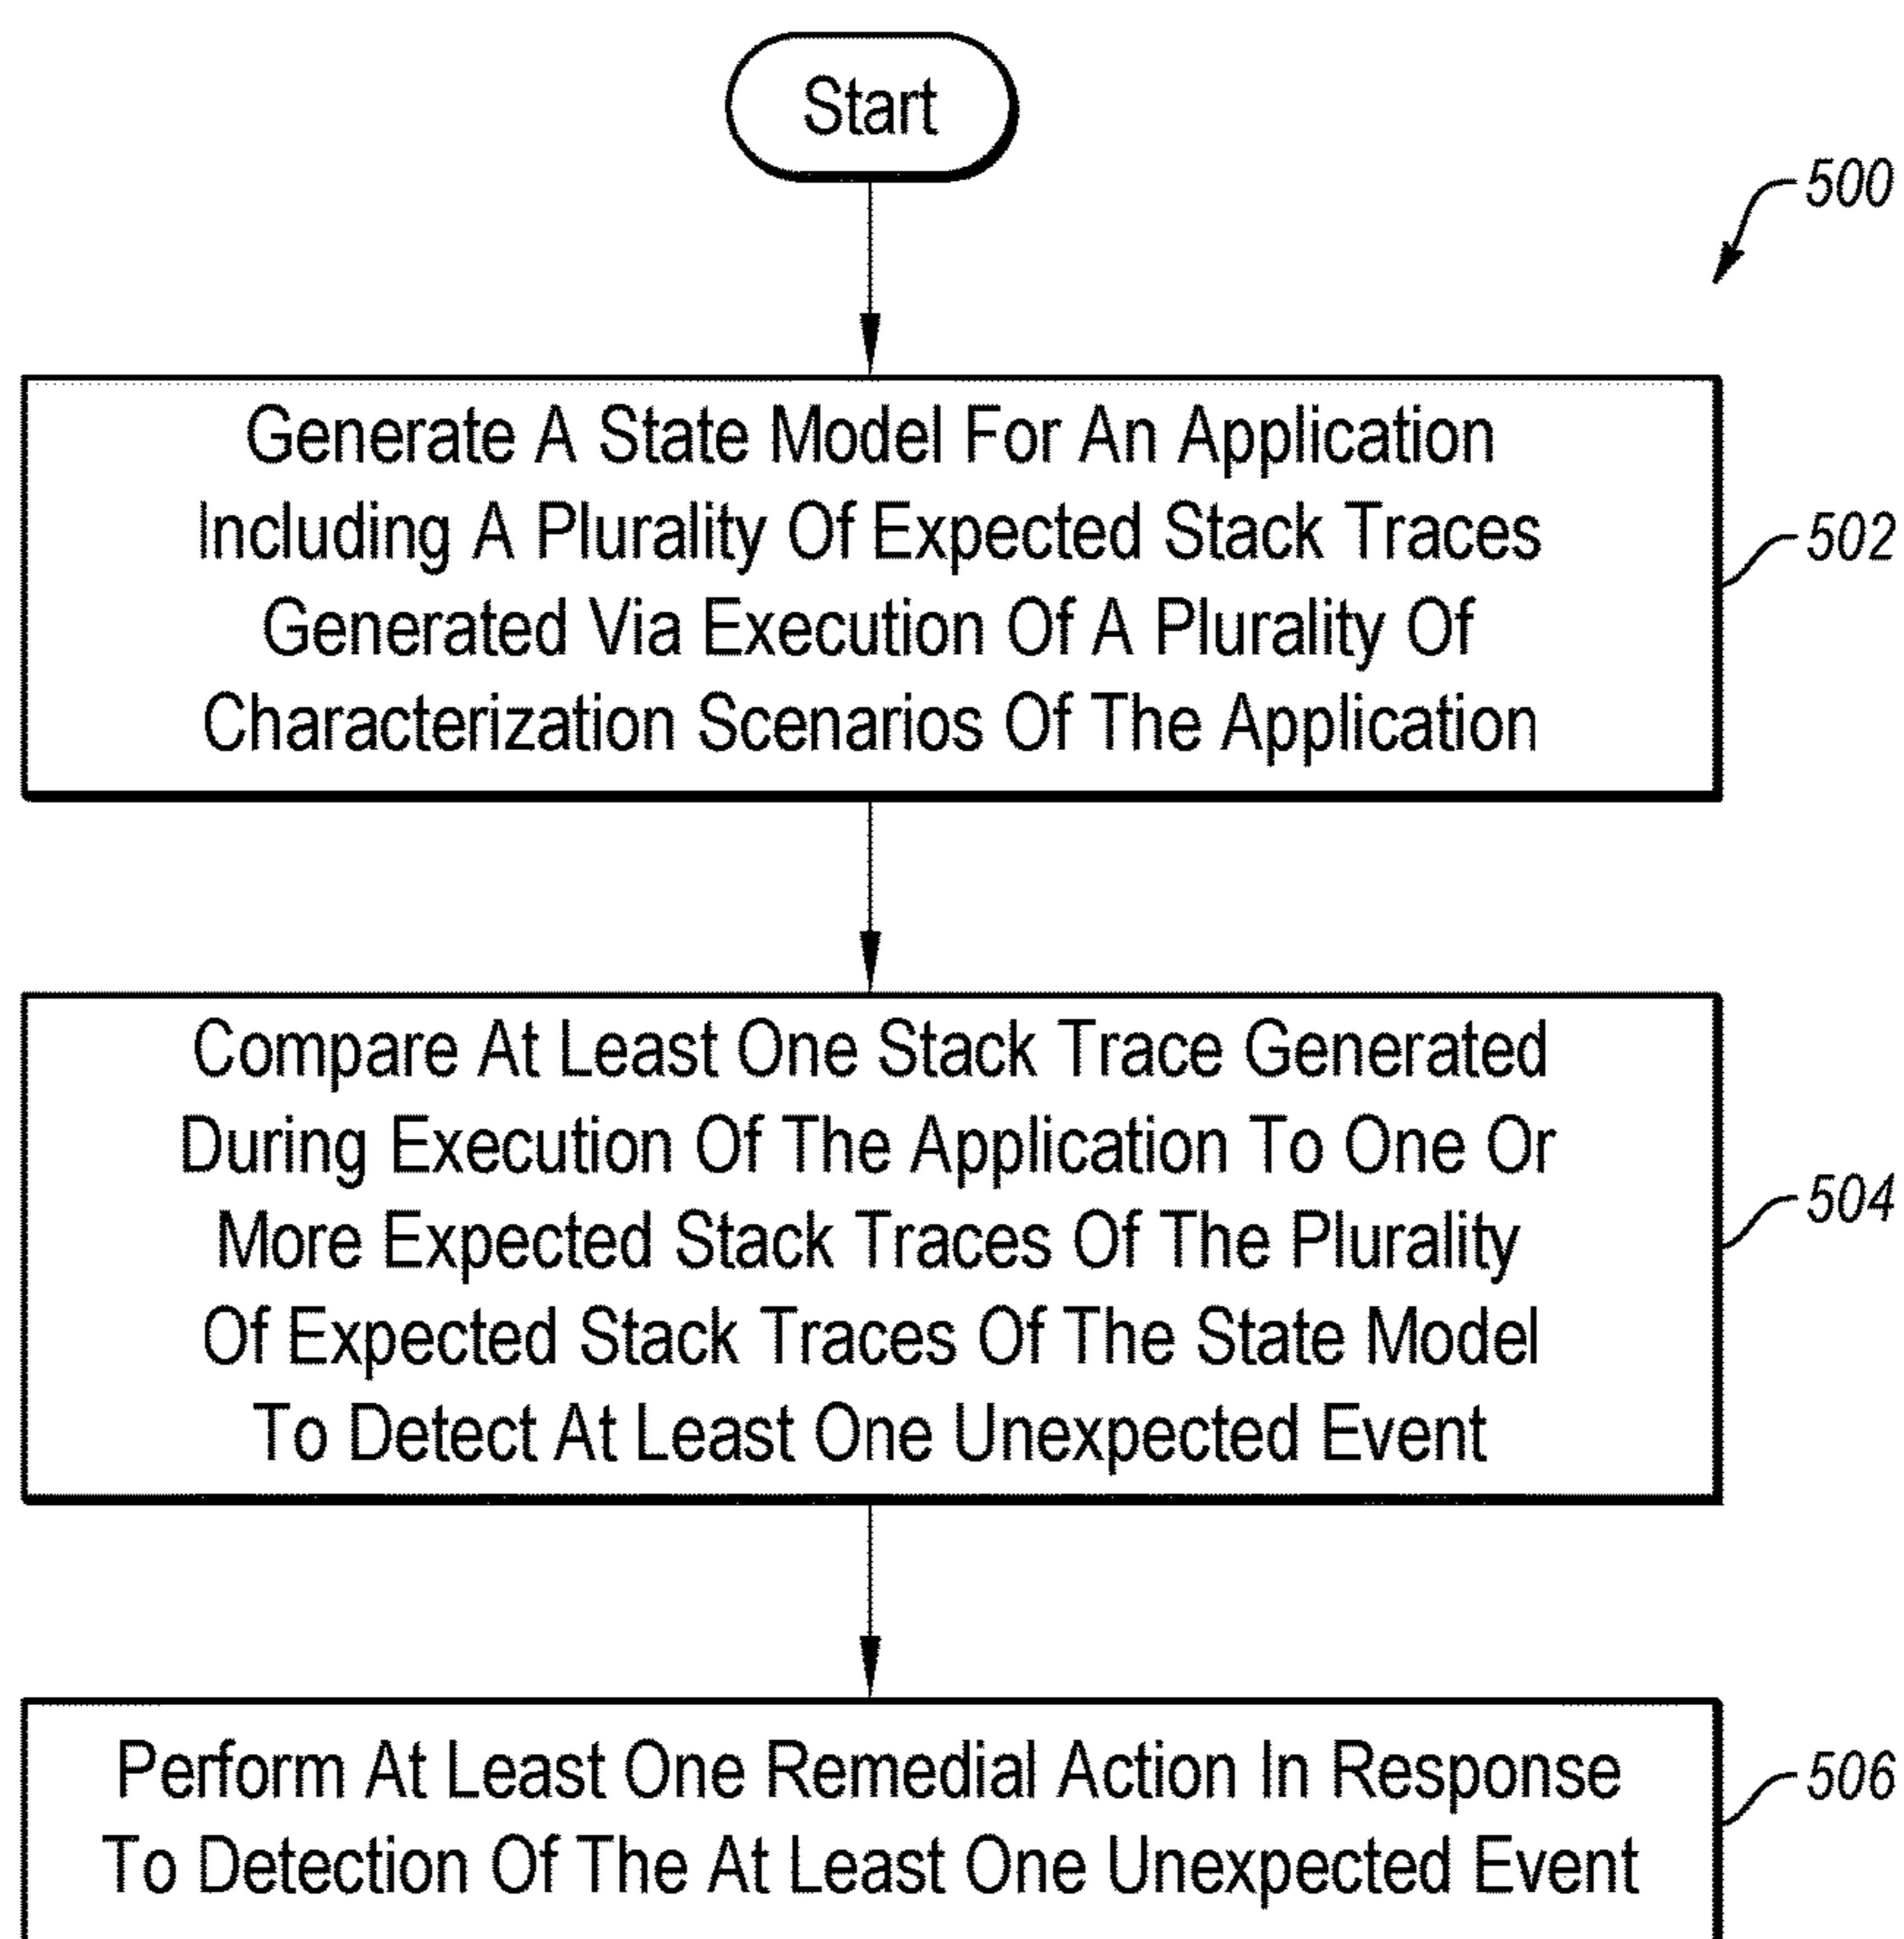 Start
500
Generate A State Model For An Application
Including A Plurality Of Expected Stack Traces
Generated Via Execution Of A Plurality Of
Characterization Scenarios Of The Application
502
Compare At Least One Stack Trace Generated
During Execution Of The Application To One Or
More Expected Stack Traces Of The Plurality
Of Expected Stack Traces Of The State Model
To Detect At Least One Unexpected Event
504
Perform At Least One Remedial Action In Response
To Detection Of The At Least One Unexpected Event
506